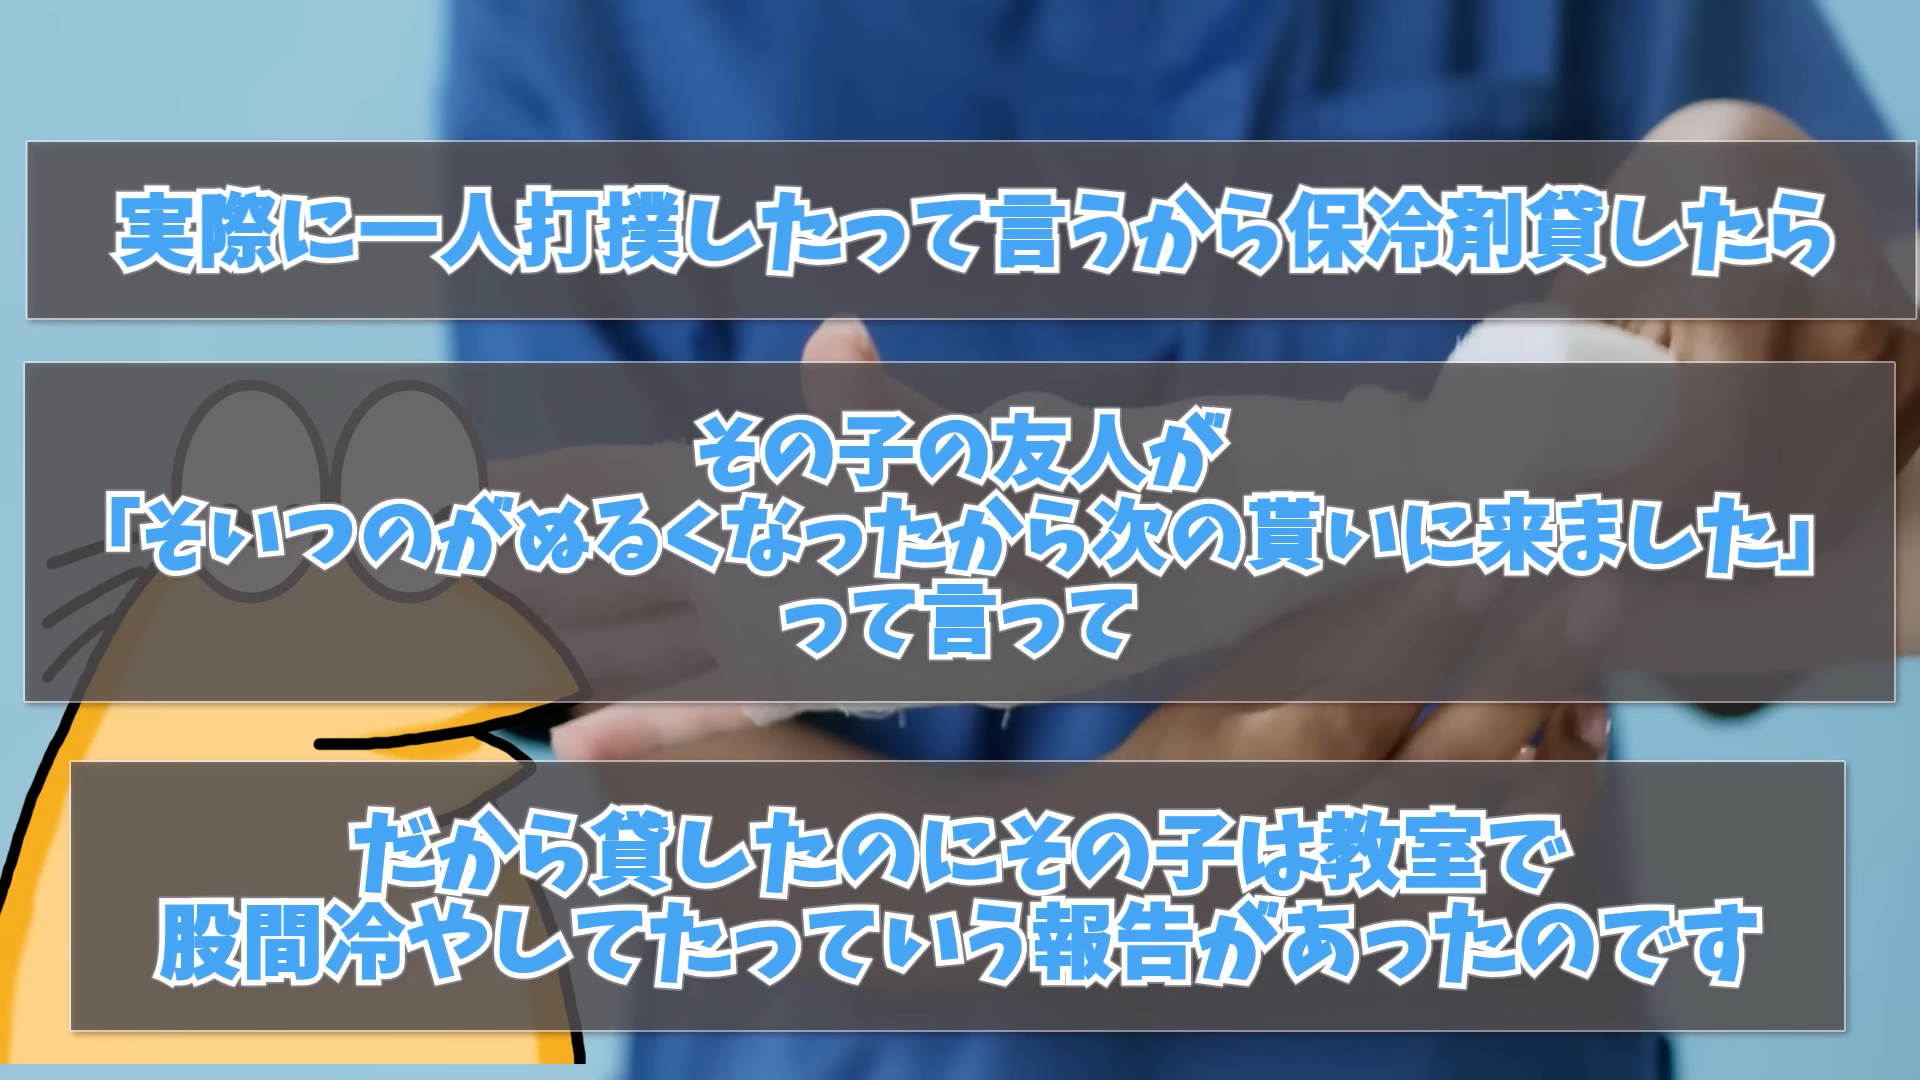 実際に一人打撲したって言うから保冷剤貸したら
その子の友人が
「そいつのがぬるくなったから次の貰いに来ました」
って言って
だから貸したのにその子は教室で
股間冷やしてたっていう報告があったのです